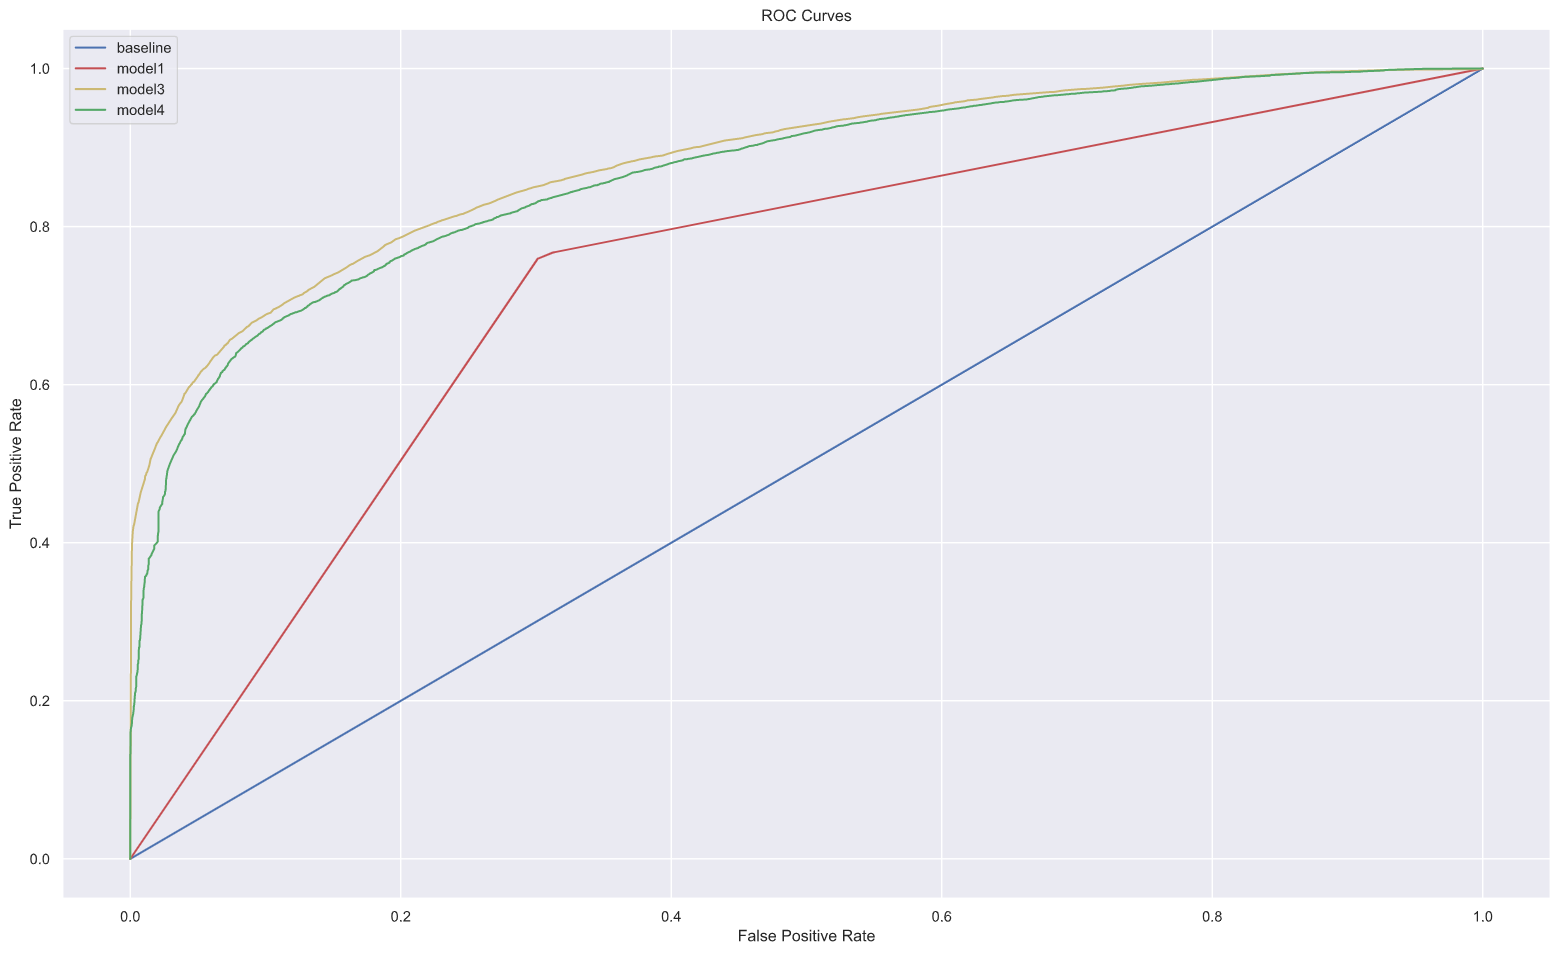 ROC Curves
baseline
model1
model3
model4
1.0
0.8
0.6
0.4
0.2
0.0
True Positive Rate
0.0 0.2 0.4 0.6 0.8 1.0
False Positive Rate